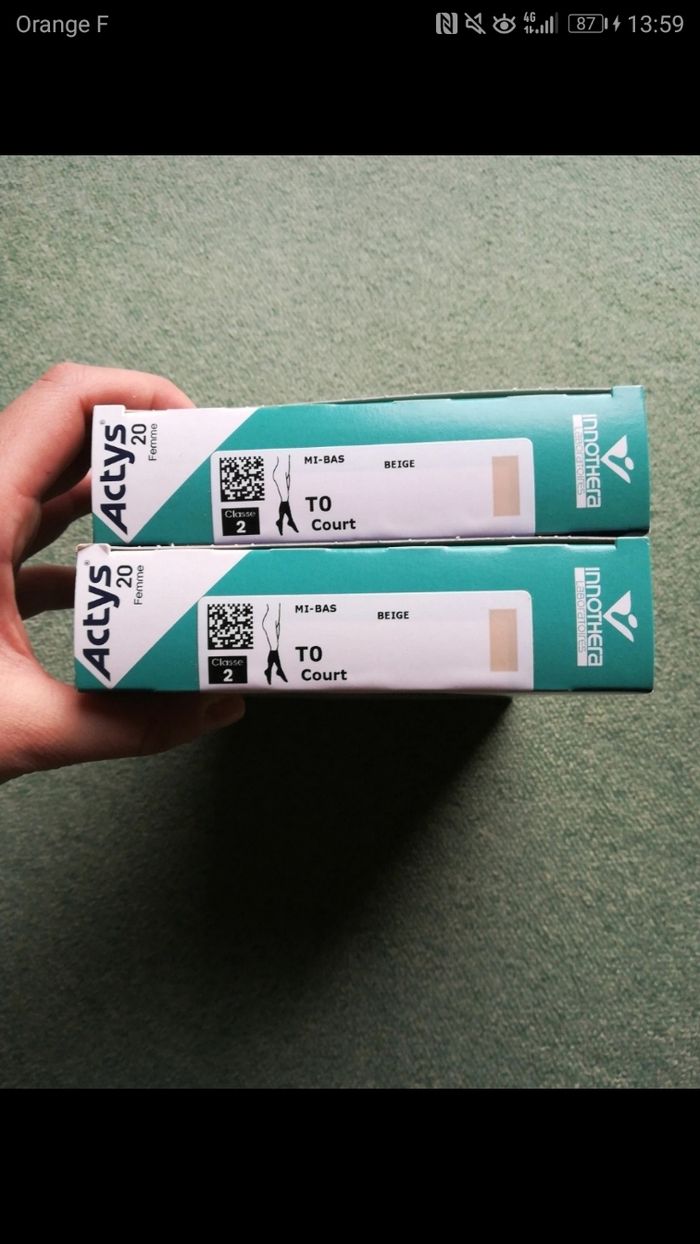 Orange F
4G
87
13:59
Actys®
20
Femme
Classe
2
MI-BAS
BEIGE
T0
Court
INNOTHERA
LABORATOIRES
Actys®
20
Femme
Classe
2
MI-BAS
BEIGE
T0
Court
INNOTHERA
LABORATOIRES